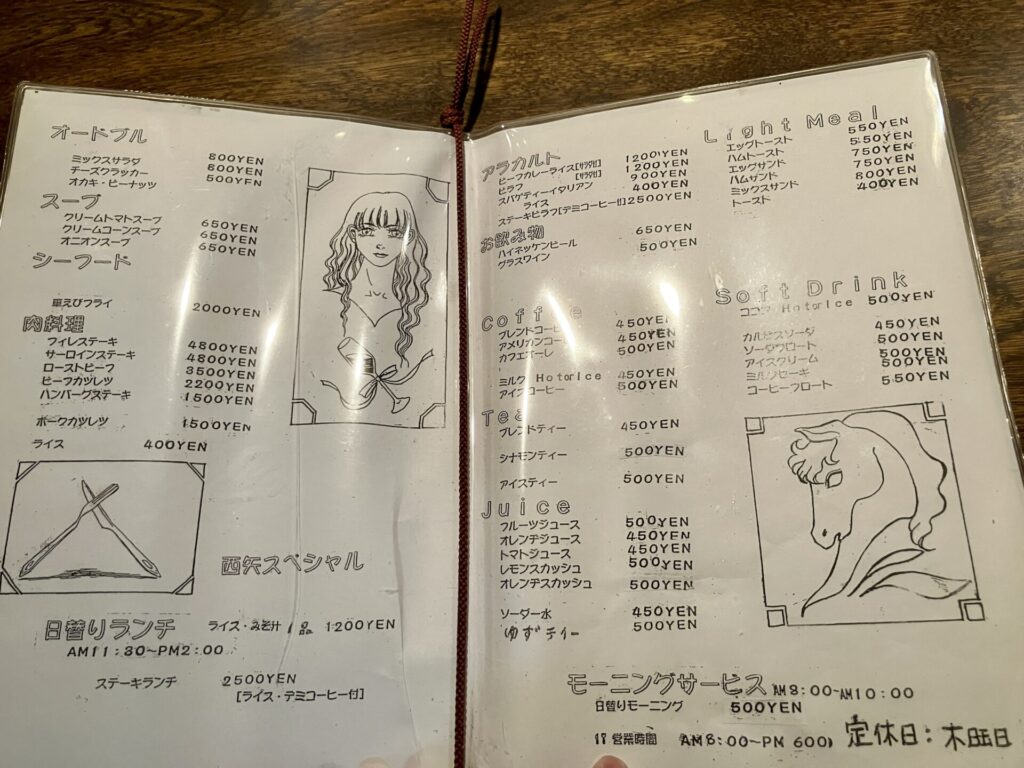 オードブル
ミックスサラダ 800YEN
チーズクラッカー 800YEN
オカキ・ピーナッツ 500YEN
スープ
クリームトマトスープ 650YEN
クリームコーンスープ 650YEN
オニオンスープ 650YEN
シーフード
車えびフライ 2000YEN
肉料理
フィレステーキ 4800YEN
サーロインステーキ 4800YEN
ローストビーフ 3500YEN
ビーフカツレツ 2200YEN
ハンバーグステーキ 1500YEN
ポークカツレツ 1500YEN
ライス 400YEN
西矢スペシャル
日替りランチ ライス・みそ汁 1品 1200YEN
AM11:30～PM2:00
ステーキランチ 2500YEN
[ライス・デミコーヒー付]
アラカルト
ビーフカレーライス[サラダ付] 1200YEN
ピラフ [サラダ付] 1200YEN
スパゲティーイタリアン 900YEN
ライス 400YEN
ステーキピラフ[デミコーヒー付] 2500YEN
お飲み物
ハイネッケンビール 650YEN
グラスワイン 500YEN
Coffee
ブレンドコーヒー 450YEN
アメリカンコーヒー 450YEN
カフェオーレ 500YEN
ミルク HotorIce 450YEN
アイスコーヒー 500YEN
Tea
ブレンドティー 450YEN
シナモンティー 500YEN
アイスティー 500YEN
Juice
フルーツジュース 500YEN
オレンヂジュース 450YEN
トマトジュース 450YEN
レモンスカッシュ 500YEN
オレンヂスカッシュ 500YEN
ソーダー水 450YEN
ゆずティー 500YEN
Light Meal
エッグトースト 550YEN
ハムトースト 550YEN
エッグサンド 750YEN
ハムサンド 750YEN
ミックスサンド 800YEN
トースト 400YEN
Soft Drink
ココア HotorIce 500YEN
カルピスソーダ 450YEN
ソーダフロート 500YEN
アイスクリーム 500YEN
ミルクセーキ 500YEN
コーヒーフロート 550YEN
モーニングサービス AM8:00～AM10:00
日替りモーニング 500YEN
営業時間 AM8:00～PM 600 定休日：木曜日